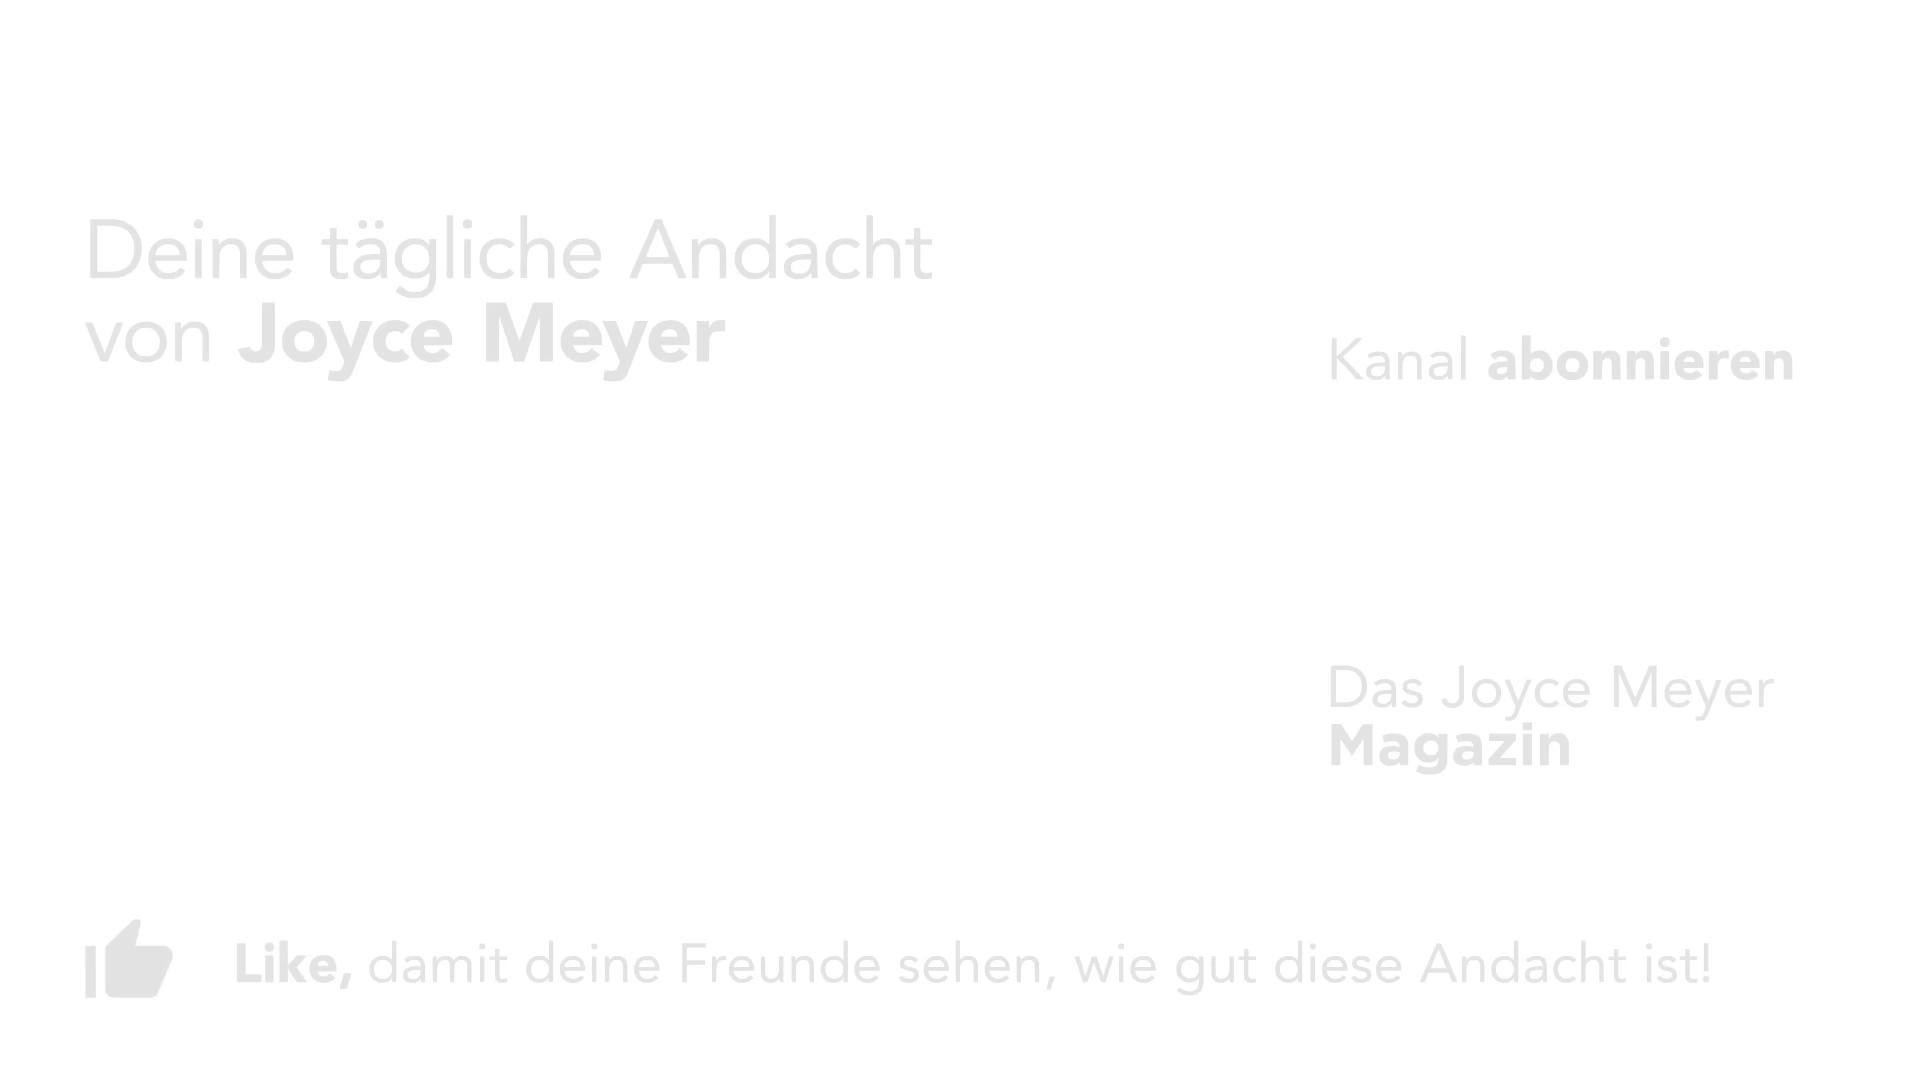 Deine tägliche Andacht
von Joyce Meyer
Kanal abonnieren
Das Joyce Meyer
Magazin
Like, damit deine Freunde sehen, wie gut diese Andacht ist!